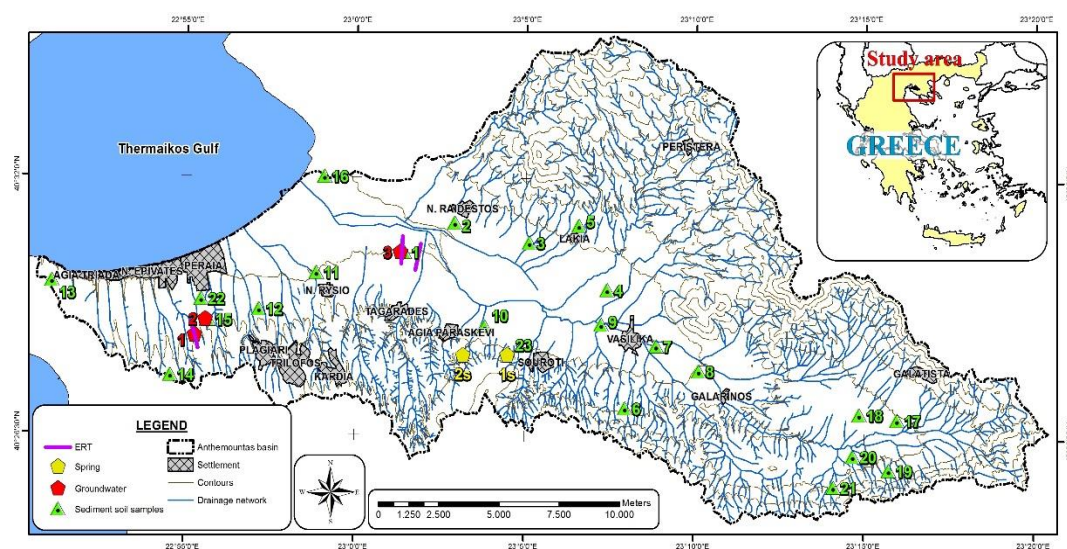 22°55'0"E
23°0'0"E
23°5'0"E
23°10'0"E
23°15'0"E
23°20'0"E
Study area
GREECE
Thermaikos Gulf
PERISTERA
16
N. RAIDESTOS
2
5
3
LAKIA
3
1
11
AGIA TRIADA
N. EPIVATES
PERAIA
13
N. RYSIO
4
22
12
TAGARADES
2
15
10
9
AGIA PARASKEVI
VASILIKA
1
PLAGIARI
23
7
TRILOFOS
SOUROTI
2s
1s
14
KARDIA
8
GALATISTA
GALARINOS
6
18
17
20
19
21
LEGEND
ERT
Spring
Groundwater
Sediment soil samples
Anthemountas basin
Settlement
Contours
Drainage network
N
W
E
S
Meters
0
1.250
2.500
5.000
7.500
10.000
22°55'0"E
23°0'0"E
23°5'0"E
23°10'0"E
23°15'0"E
23°20'0"E